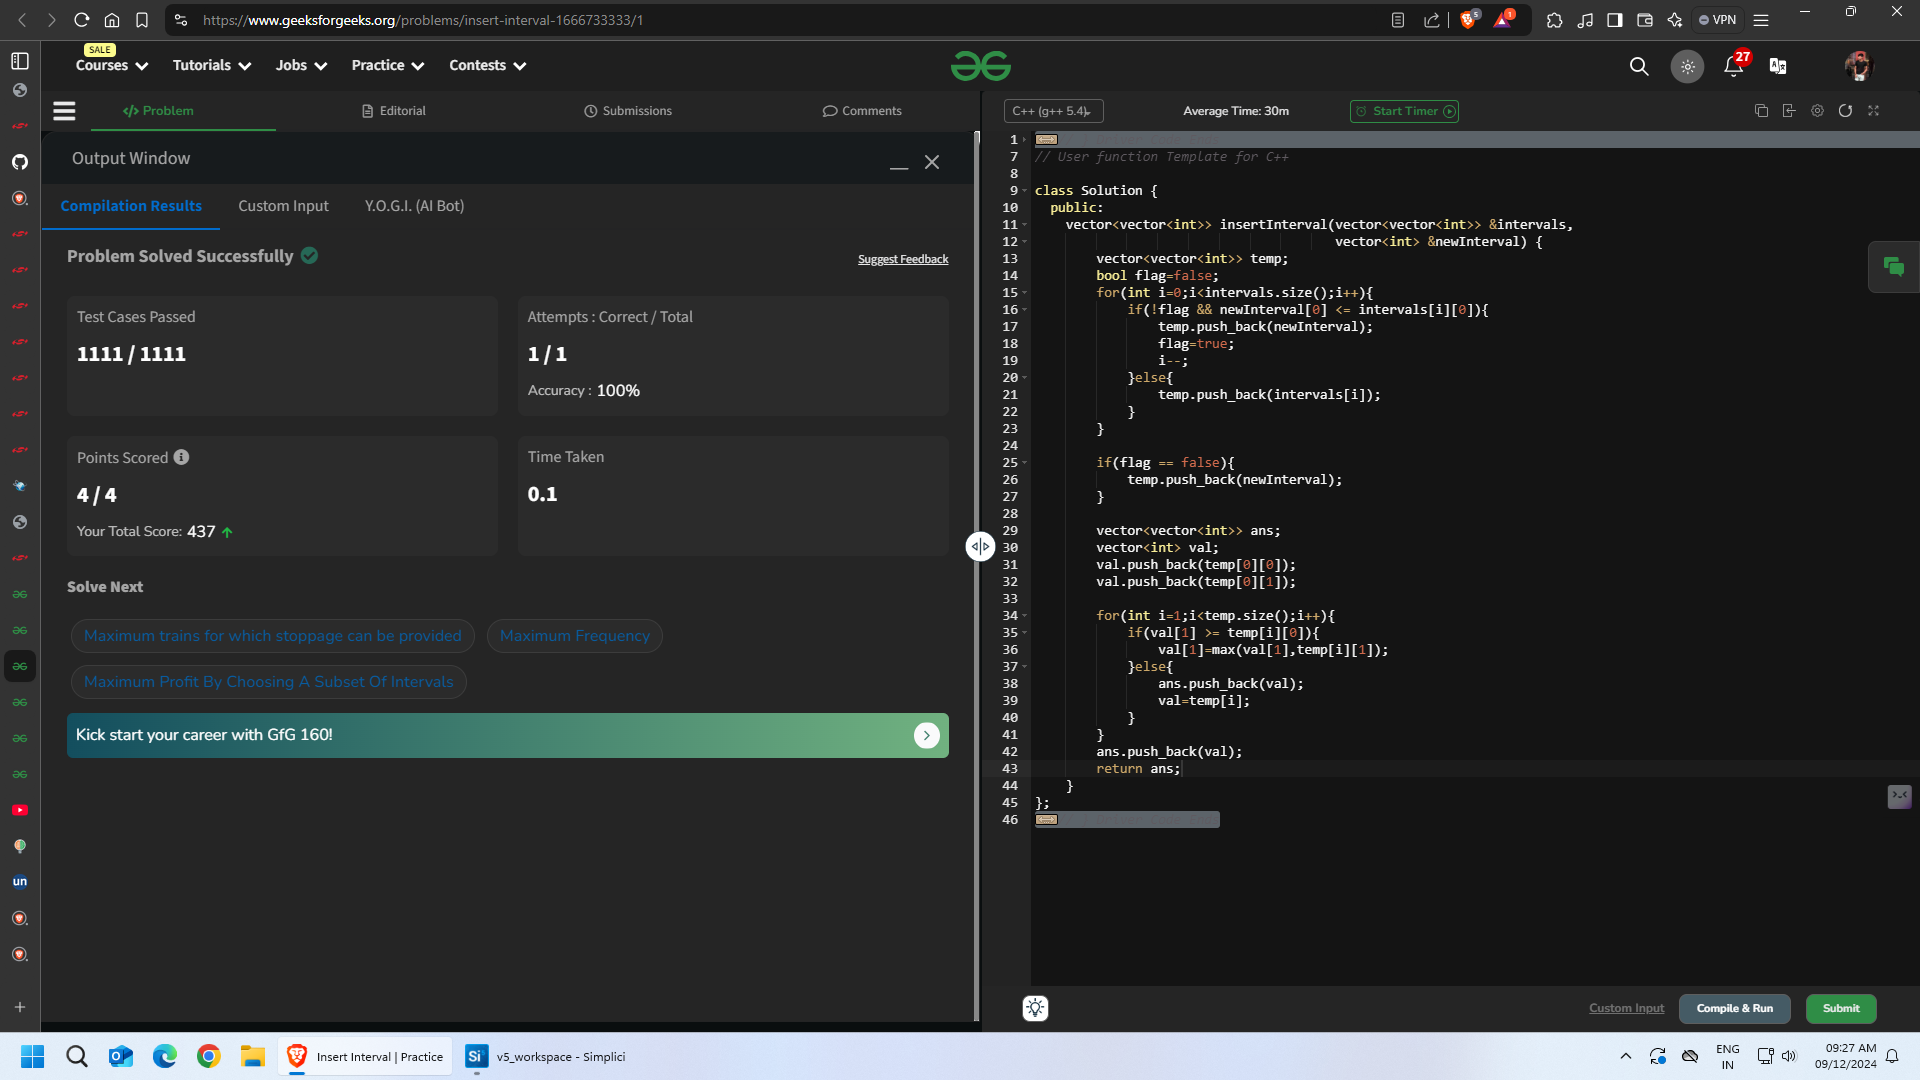 https://www.geeksforgeeks.org/problems/insert-interval-1666733333/1
5
1
VPN
SALE
Courses
Tutorials
Jobs
Practice
Contests
27
Problem
Editorial
Submissions
Comments
C++ (g++ 5.4)
Average Time: 30m
Start Timer
Output Window
Compilation Results
Custom Input
Y.O.G.I. (AI Bot)
Problem Solved Successfully
Suggest Feedback
Test Cases Passed
1111 / 1111
Attempts : Correct / Total
1 / 1
Accuracy : 100%
Points Scored
4 / 4
Your Total Score: 437
Time Taken
0.1
Solve Next
Maximum trains for which stoppage can be provided
Maximum Frequency
Maximum Profit By Choosing A Subset Of Intervals
Kick start your career with GfG 160!
un
1
7 // User function Template for C++
8
9 class Solution {
10 public:
11 vector<vector<int>> insertInterval(vector<vector<int>> &intervals,
12 vector<int> &newInterval) {
13 vector<vector<int>> temp;
14 bool flag=false;
15 for(int i=0;i<intervals.size();i++){
16 if(!flag && newInterval[0] <= intervals[i][0]){
17 temp.push_back(newInterval);
18 flag=true;
19 i--;
20 }else{
21 temp.push_back(intervals[i]);
22 }
23 }
24
25 if(flag == false){
26 temp.push_back(newInterval);
27 }
28
29 vector<vector<int>> ans;
30 vector<int> val;
31 val.push_back(temp[0][0]);
32 val.push_back(temp[0][1]);
33
34 for(int i=1;i<temp.size();i++){
35 if(val[1] >= temp[i][0]){
36 val[1]=max(val[1],temp[i][1]);
37 }else{
38 ans.push_back(val);
39 val=temp[i];
40 }
41 }
42 ans.push_back(val);
43 return ans;
44 }
45 };
46 // } Driver Code Ends
Custom Input
Compile & Run
Submit
Insert Interval | Practice
Si
v5_workspace - Simplici
ENG
IN
09:27 AM
09/12/2024